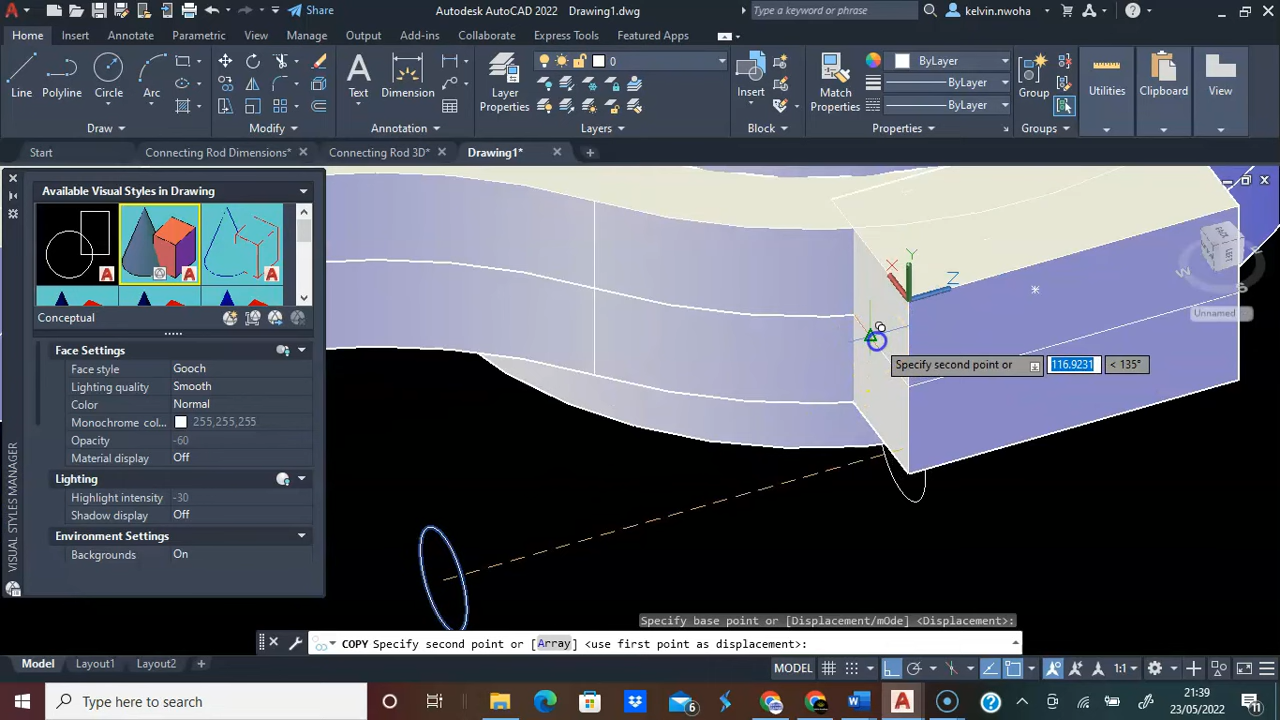 Share
Autodesk AutoCAD 2022 Drawing1.dwg
Type a keyword or phrase
kelvin.nwoha
Home Insert Annotate Parametric View Manage Output Add-ins Collaborate Express Tools Featured Apps
Line Polyline Circle Arc
Text Dimension
Layer Properties
0
Insert
Match Properties
ByLayer
ByLayer
ByLayer
Group
Utilities Clipboard View
Draw Modify Annotation Layers Block Properties Groups
Start Connecting Rod Dimensions* Connecting Rod 3D* Drawing1*
Available Visual Styles in Drawing
Conceptual
Face Settings
Face style Gooch
Lighting quality Smooth
Color Normal
Monochrome col... 255,255,255
Opacity -60
Material display Off
Lighting
Highlight intensity -30
Shadow display Off
Environment Settings
Backgrounds On
VISUAL STYLES MANAGER
X Y Z
BACK LEFT
W S
Unnamed
Specify second point or 116.9231 < 135°
Specify base point or [Displacement/mOde] <Displacement>:
COPY Specify second point or [Array] <use first point as displacement>:
Model Layout1 Layout2
MODEL 1:1
Type here to search
6
21:39
23/05/2022
11